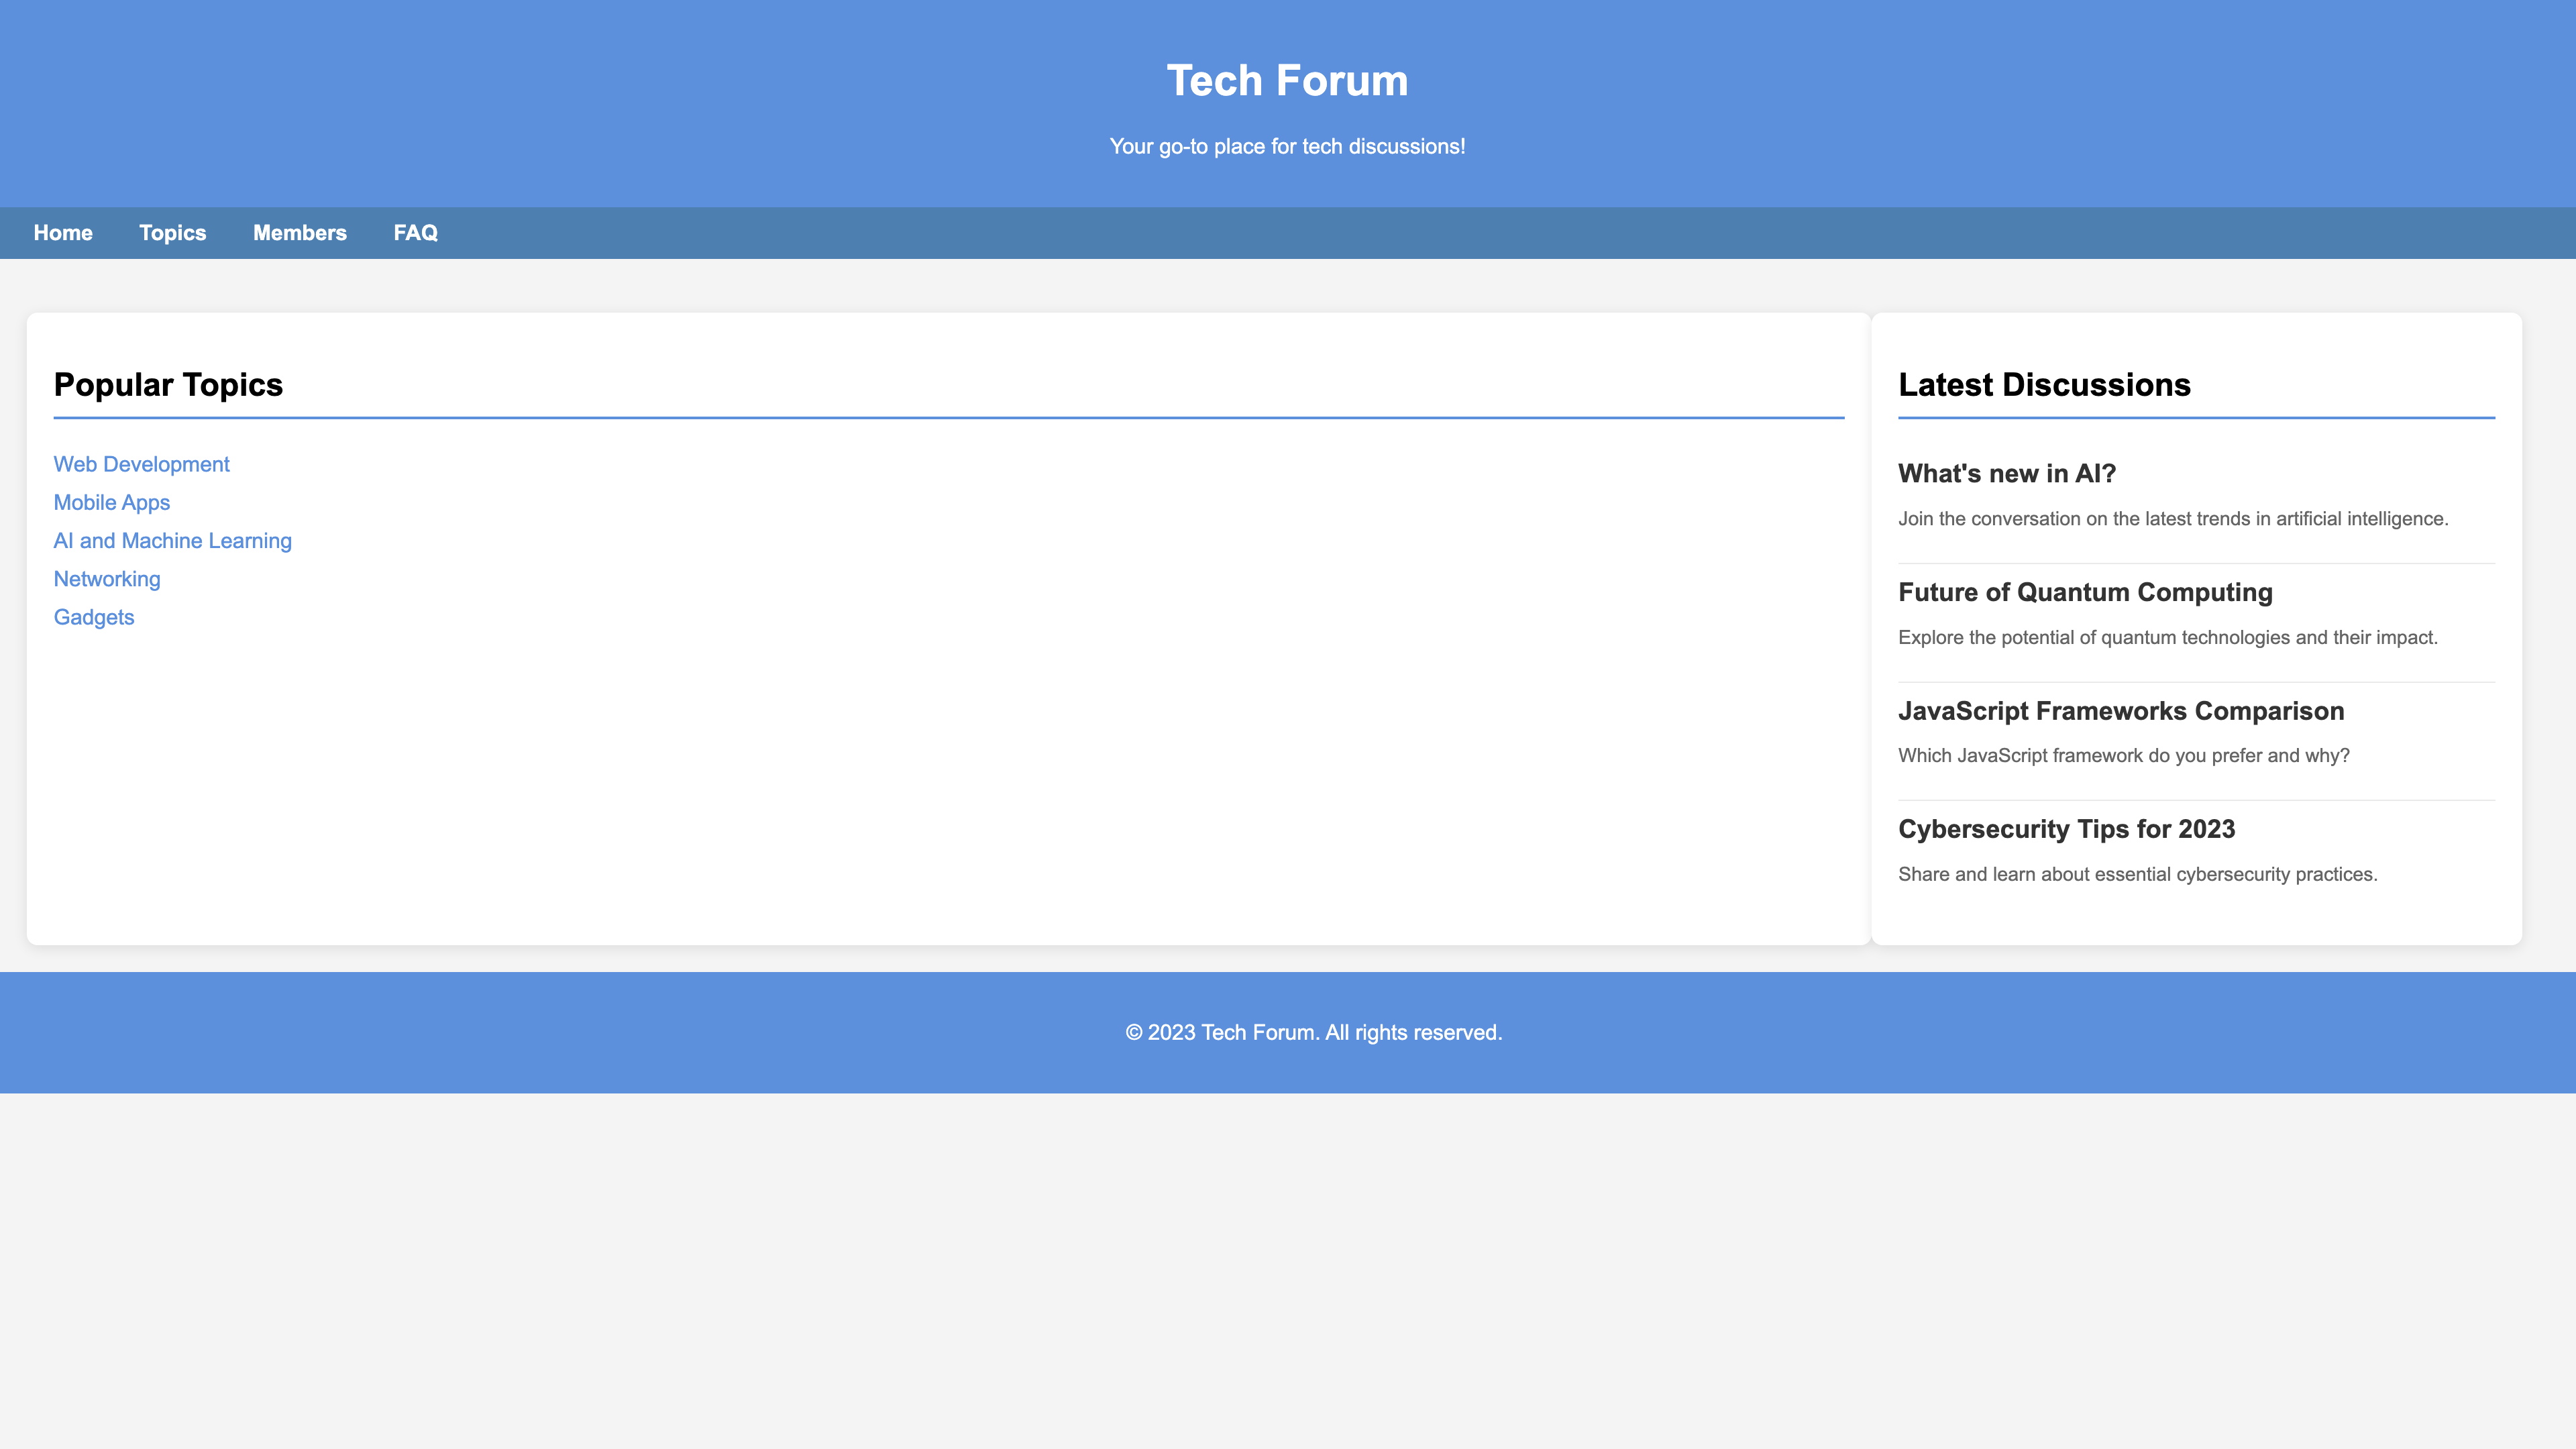 Tech Forum
Your go-to place for tech discussions!
Home
Topics
Members
FAQ
Popular Topics
Web Development
Mobile Apps
AI and Machine Learning
Networking
Gadgets
Latest Discussions
What's new in AI?
Join the conversation on the latest trends in artificial intelligence.
Future of Quantum Computing
Explore the potential of quantum technologies and their impact.
JavaScript Frameworks Comparison
Which JavaScript framework do you prefer and why?
Cybersecurity Tips for 2023
Share and learn about essential cybersecurity practices.
© 2023 Tech Forum. All rights reserved.